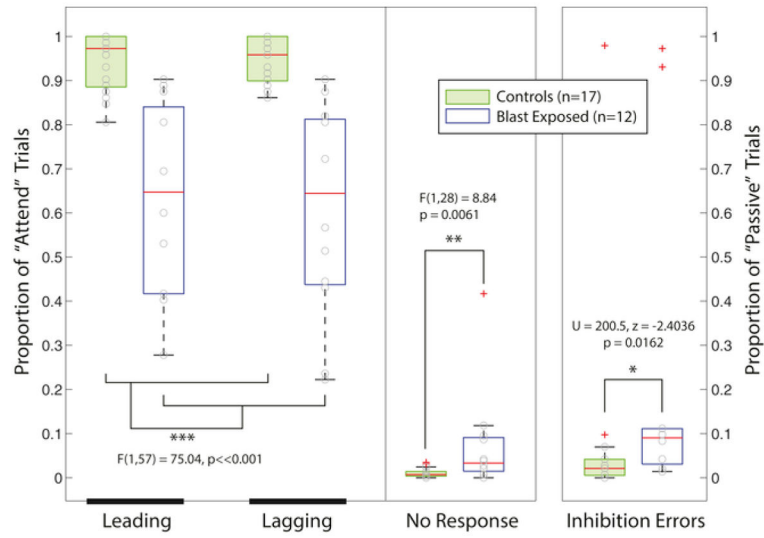 Proportion of “Attend” Trials
1
0.9
0.8
0.7
0.6
0.5
0.4
0.3
0.2
0.1
0
***
F(1,57) = 75.04, p<<0.001
Leading
Lagging
F(1,28) = 8.84
p = 0.0061
**
No Response
Controls (n=17)
Blast Exposed (n=12)
U = 200.5, z = -2.4036
p = 0.0162
*
Inhibition Errors
1
0.9
0.8
0.7
0.6
0.5
0.4
0.3
0.2
0.1
0
Proportion of “Passive” Trials